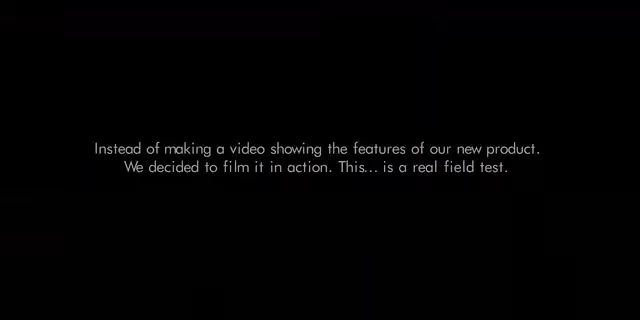 Instead of making a video showing the features of our new product.
We decided to film it in action. This... is a real field test.